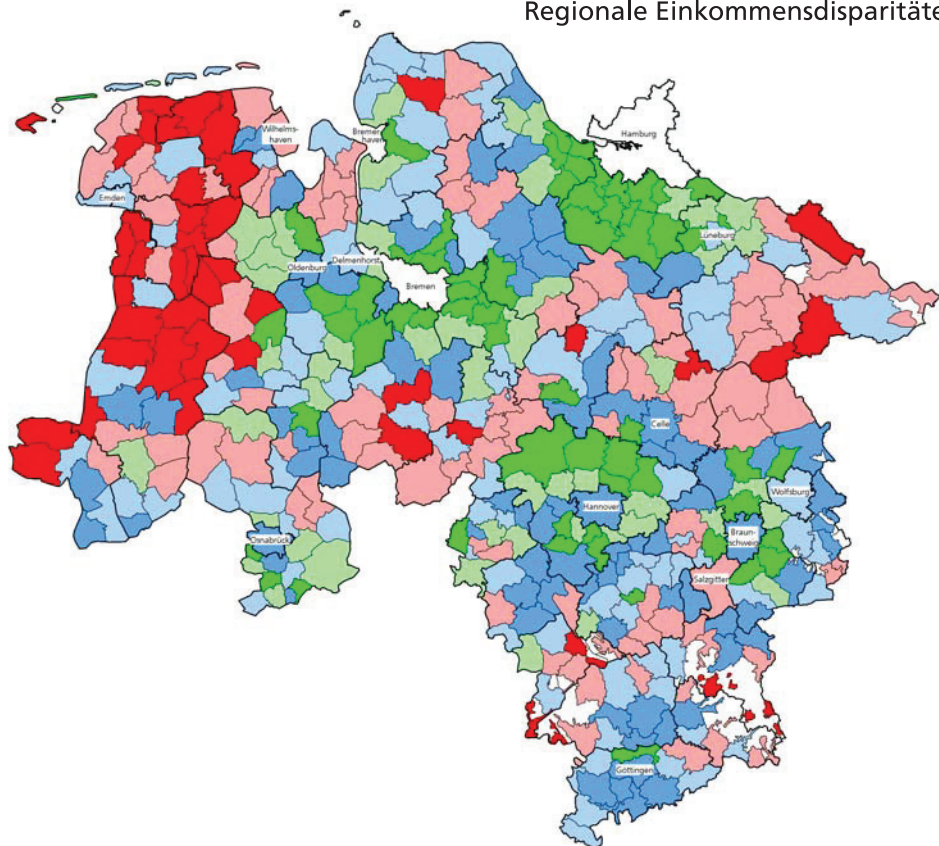 Regionale Einkommensdisparitäte
Hamburg
Wilhelms-
haven
Bremer-
haven
Emden
Lüneburg
Delmenhorst
Oldenburg
Bremen
Celle
Wolfsburg
Hannover
Braun-
schweig
Osnabrück
Salzgitter
Göttingen